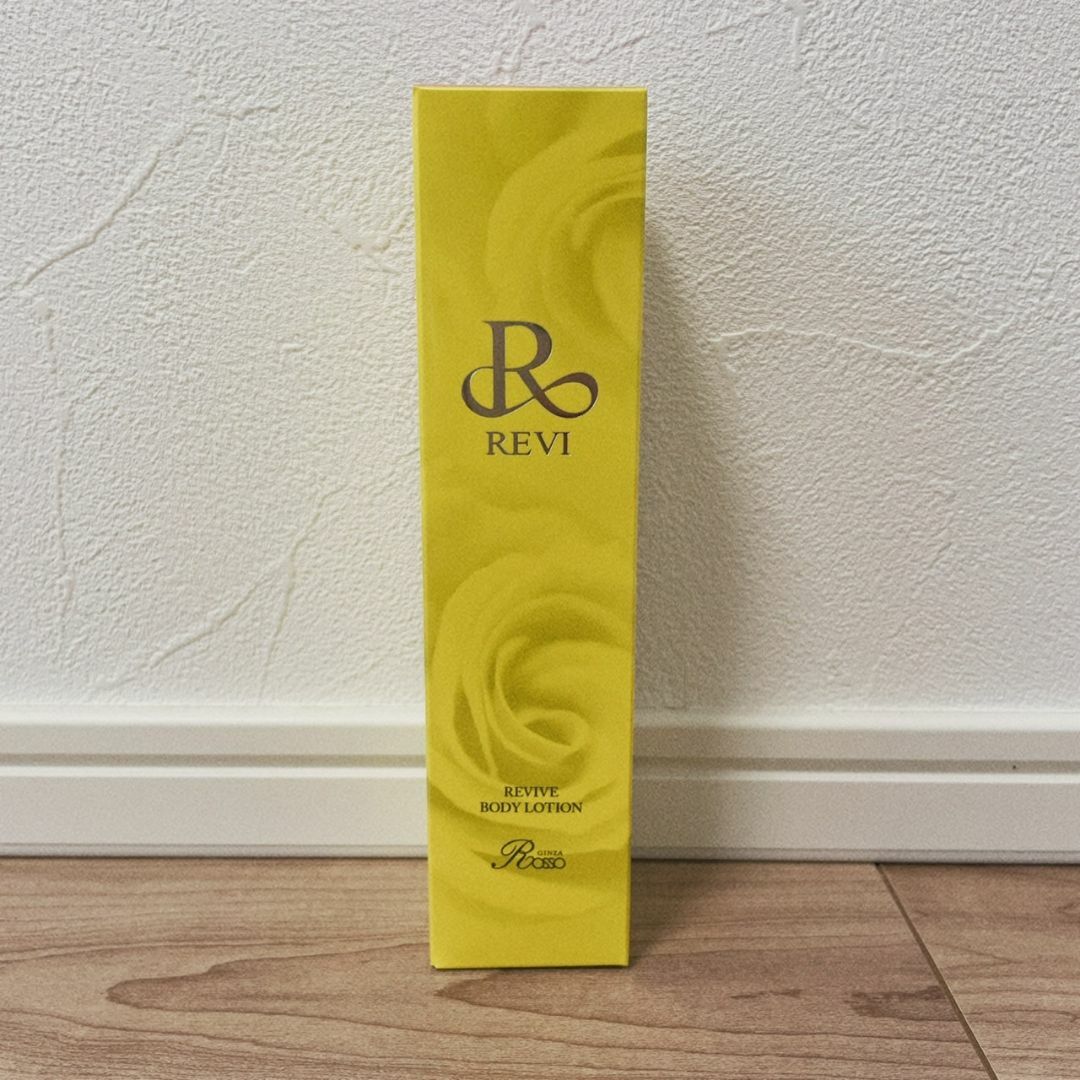 R
REVI
REVIVE
BODY LOTION
GINZA
Rosso